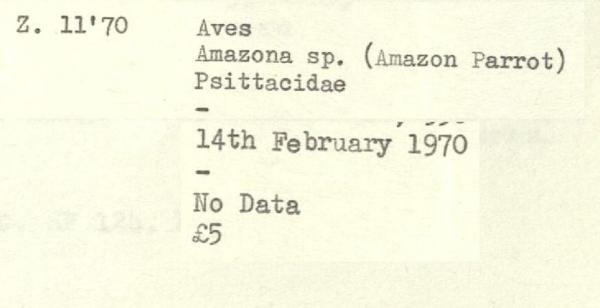 Z. 11'70
Aves
Amazona sp. (Amazon Parrot)
Psittacidae
-
14th February 1970
-
No Data
£5